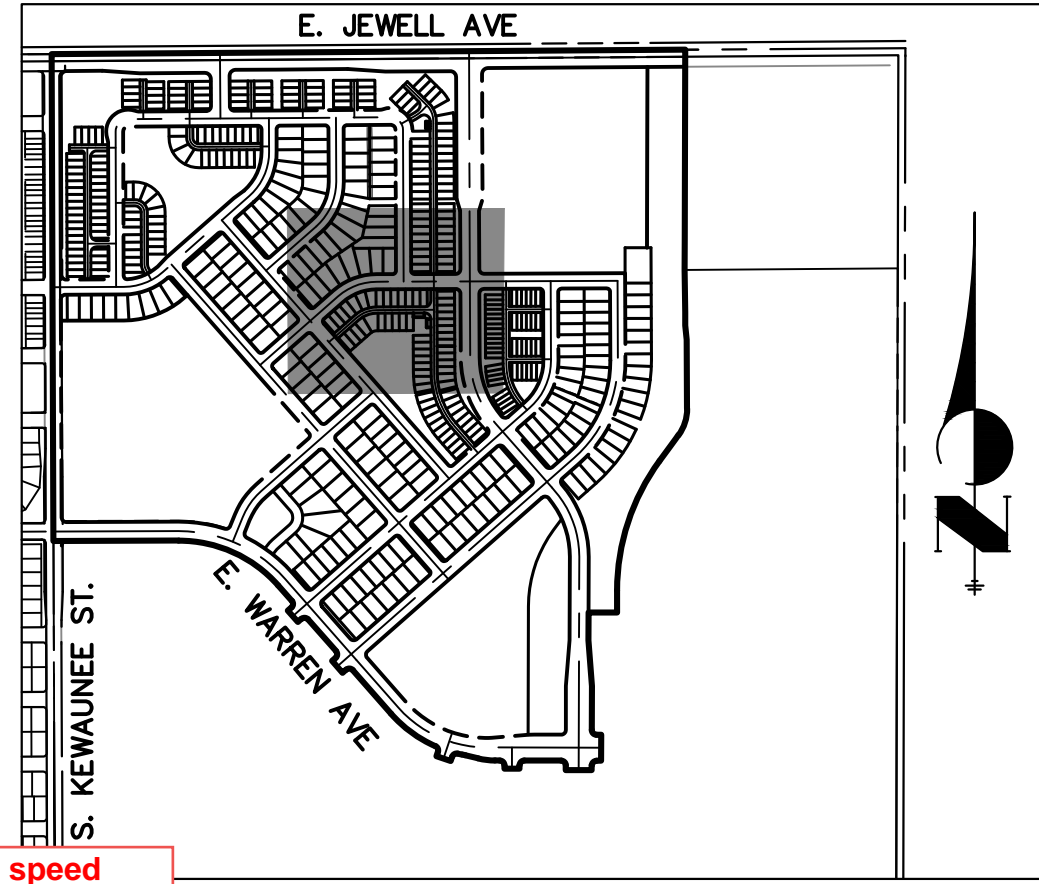 E. JEWELL AVE
E. WARREN AVE
S. KEWAUNEE ST.
N
speed